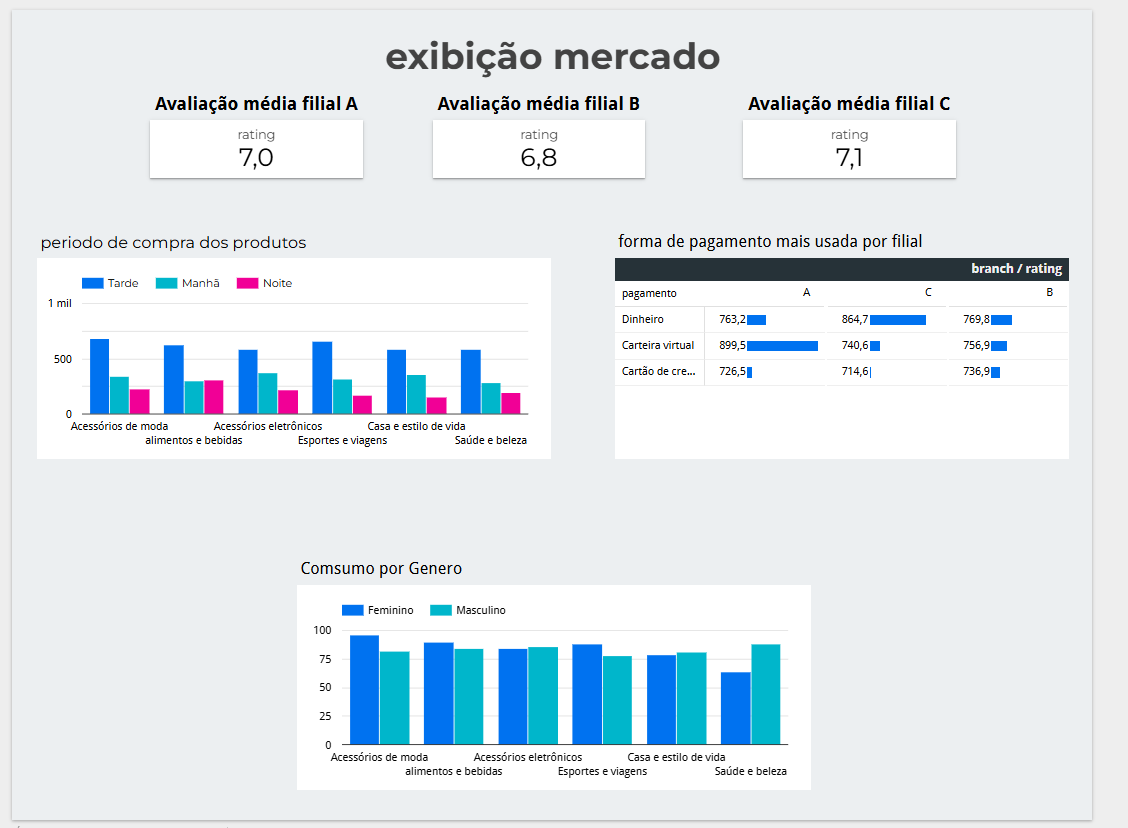 exibição mercado
Avaliação média filial A
Avaliação média filial B
Avaliação média filial C
rating
7,0
rating
6,8
rating
7,1
periodo de compra dos produtos
Tarde Manhã Noite
1 mil
500
0
Acessórios de moda
alimentos e bebidas
Acessórios eletrônicos
Esportes e viagens
Casa e estilo de vida
Saúde e beleza
forma de pagamento mais usada por filial
branch / rating
pagamento A C B
Dinheiro 763,2 864,7 769,8
Carteira virtual 899,5 740,6 756,9
Cartão de cre... 726,5 714,6 736,9
Comsumo por Genero
Feminino Masculino
100
75
50
25
0
Acessórios de moda
alimentos e bebidas
Acessórios eletrônicos
Esportes e viagens
Casa e estilo de vida
Saúde e beleza